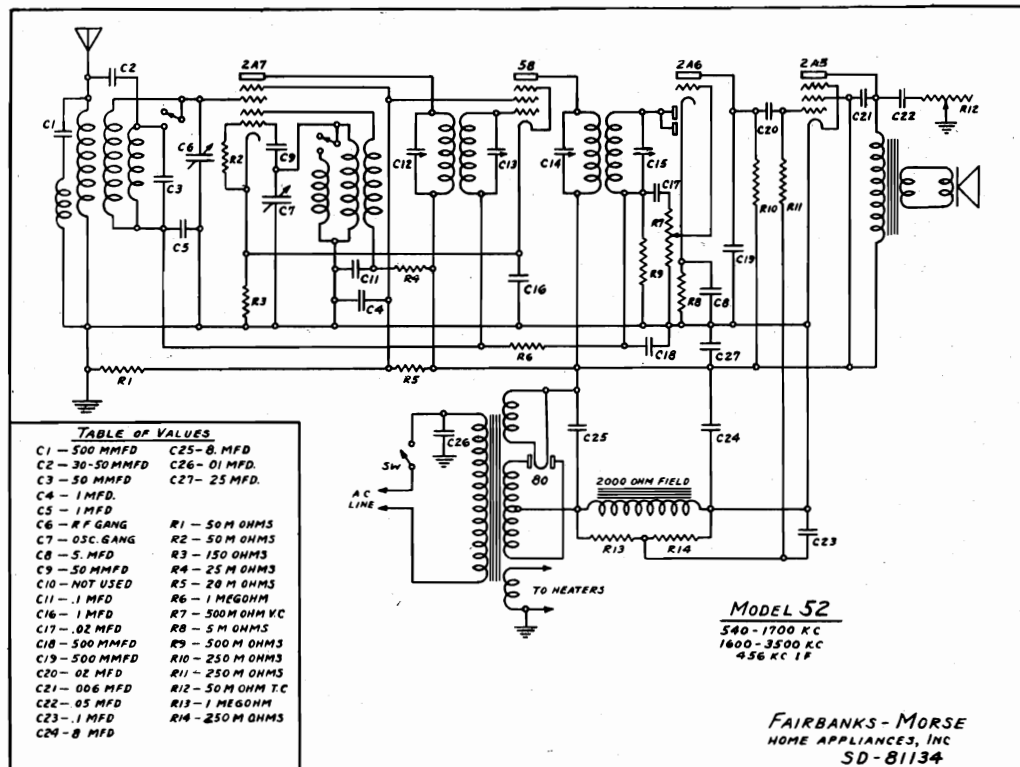 C2
2A7
58
2A6
2A5
C1
C6
R2
C9
C12
C13
C14
C15
C20
C21
C22
R12
C3
C7
C17
R7
R10
R11
C5
C11
R4
C16
R9
R8
C8
C19
R3
C4
R6
C18
C27
R1
R5
TABLE OF VALUES
C1 - 500 MMFD
C2 - 30-50 MMFD
C3 - 50 MMFD
C4 - .1 MFD.
C5 - .1 MFD
C6 - R F GANG
C7 - OSC. GANG
C8 - 5. MFD
C9 - 50 MMFD
C10 - NOT USED
C11 - .1 MFD
C16 - .1 MFD
C17 - .02 MFD
C18 - 500 MMFD
C19 - 500 MMFD
C20 - .02 MFD
C21 - .006 MFD
C22 - .05 MFD
C23 - .1 MFD
C24 - 8 MFD
C25 - 8. MFD
C26 - .01 MFD.
C27 - .25 MFD.
R1 - 50 M OHMS
R2 - 50 M OHMS
R3 - 150 OHMS
R4 - 25 M OHMS
R5 - 20 M OHMS
R6 - 1 MEGOHM
R7 - 500 M OHM V.C
R8 - 5 M OHMS
R9 - 500 M OHMS
R10 - 250 M OHMS
R11 - 250 M OHMS
R12 - 50 M OHM T.C
R13 - 1 MEGOHM
R14 - 250 M OHMS
C26
SW
AC
LINE
80
C25
C24
2000 OHM FIELD
R13
R14
C23
TO HEATERS
MODEL 52
540-1700 KC
1600-3500 KC
456 KC IF
FAIRBANKS-MORSE
HOME APPLIANCES, INC
SD-81134